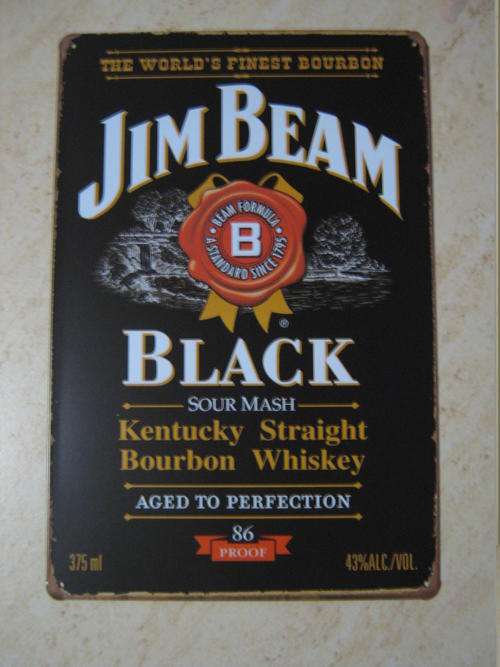 THE WORLD'S FINEST BOURBON
JIM BEAM
• BEAM FORMULA •
B
A STANDARD SINCE 1795
®
BLACK
SOUR MASH
Kentucky Straight
Bourbon Whiskey
AGED TO PERFECTION
86
PROOF
375 ml
43%ALC./VOL.